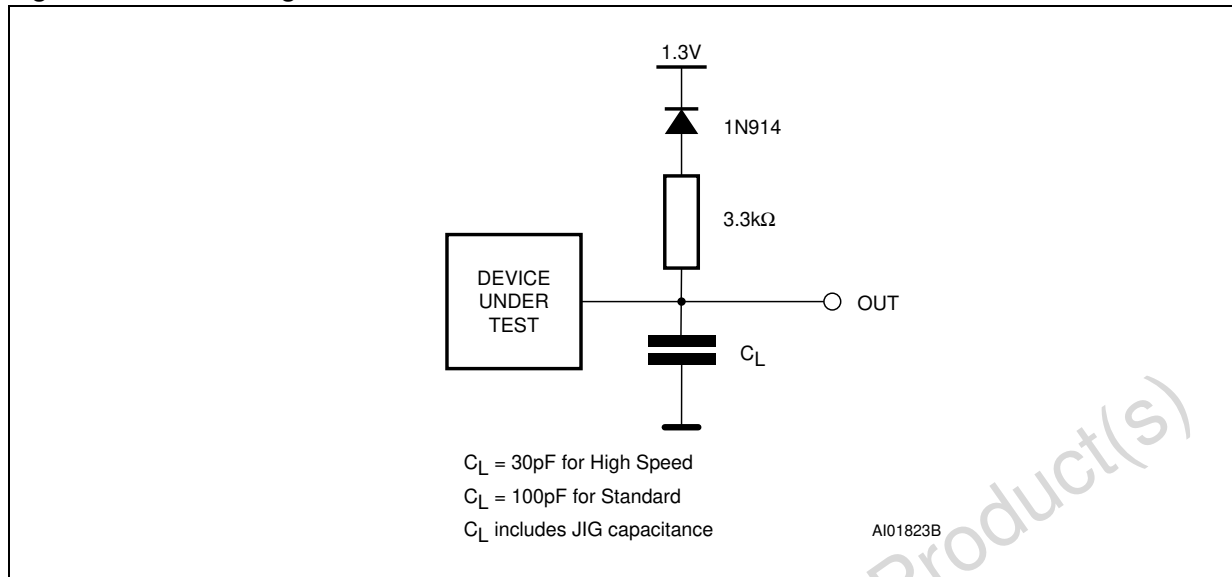 1.3V
1N914
3.3kΩ
DEVICE
UNDER
TEST
OUT
CL
CL = 30pF for High Speed
CL = 100pF for Standard
CL includes JIG capacitance
AI01823B
Product(s)